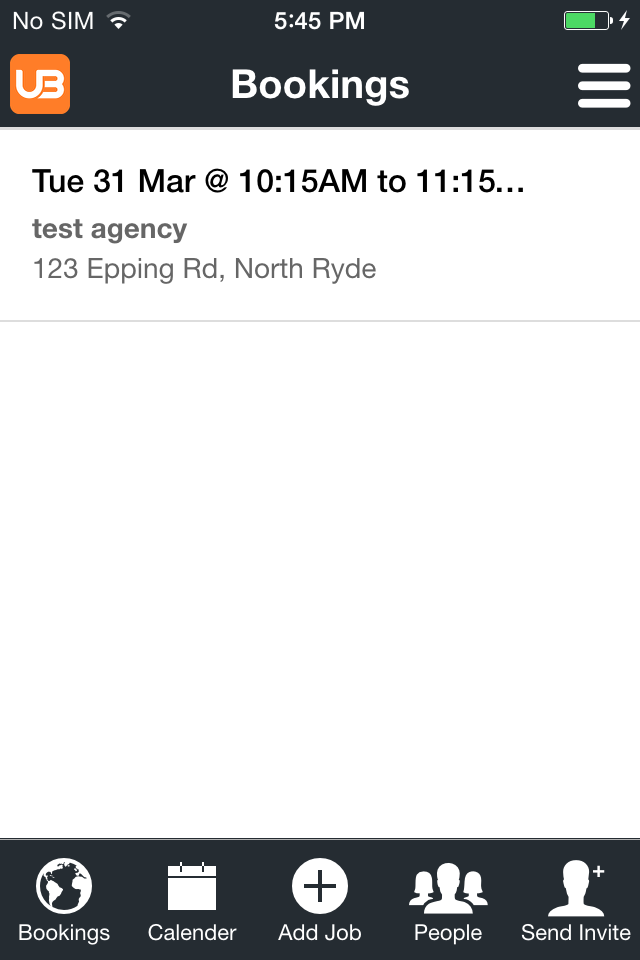 No SIM 5:45 PM
UB Bookings
Tue 31 Mar @ 10:15AM to 11:15...
test agency
123 Epping Rd, North Ryde
Bookings Calender Add Job People Send Invite